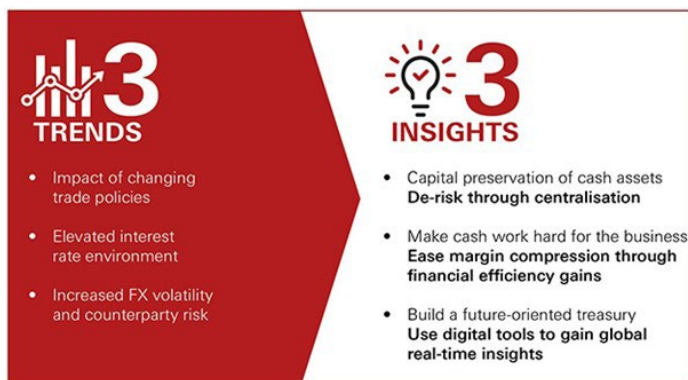 3
TRENDS
• Impact of changing
trade policies
• Elevated interest
rate environment
• Increased FX volatility
and counterparty risk
3
INSIGHTS
• Capital preservation of cash assets
De-risk through centralisation
• Make cash work hard for the business
Ease margin compression through
financial efficiency gains
• Build a future-oriented treasury
Use digital tools to gain global
real-time insights